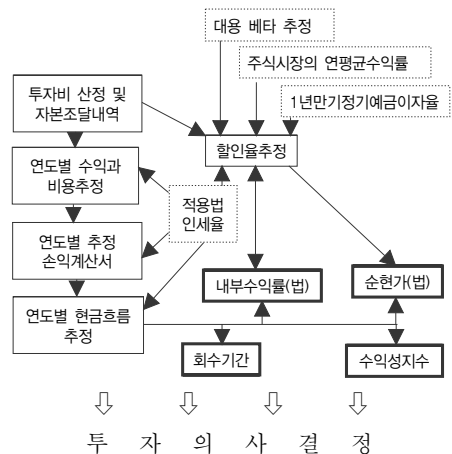 대용 베타 추정
주식시장의 연평균수익률
1년만기정기예금이자율
투자비 산정 및
자본조달내역
할인율추정
연도별 수익과
비용추정
적용법
인세율
연도별 추정
손익계산서
내부수익률(법)
순현가(법)
연도별 현금흐름
추정
회수기간
수익성지수
투 자 의 사 결 정